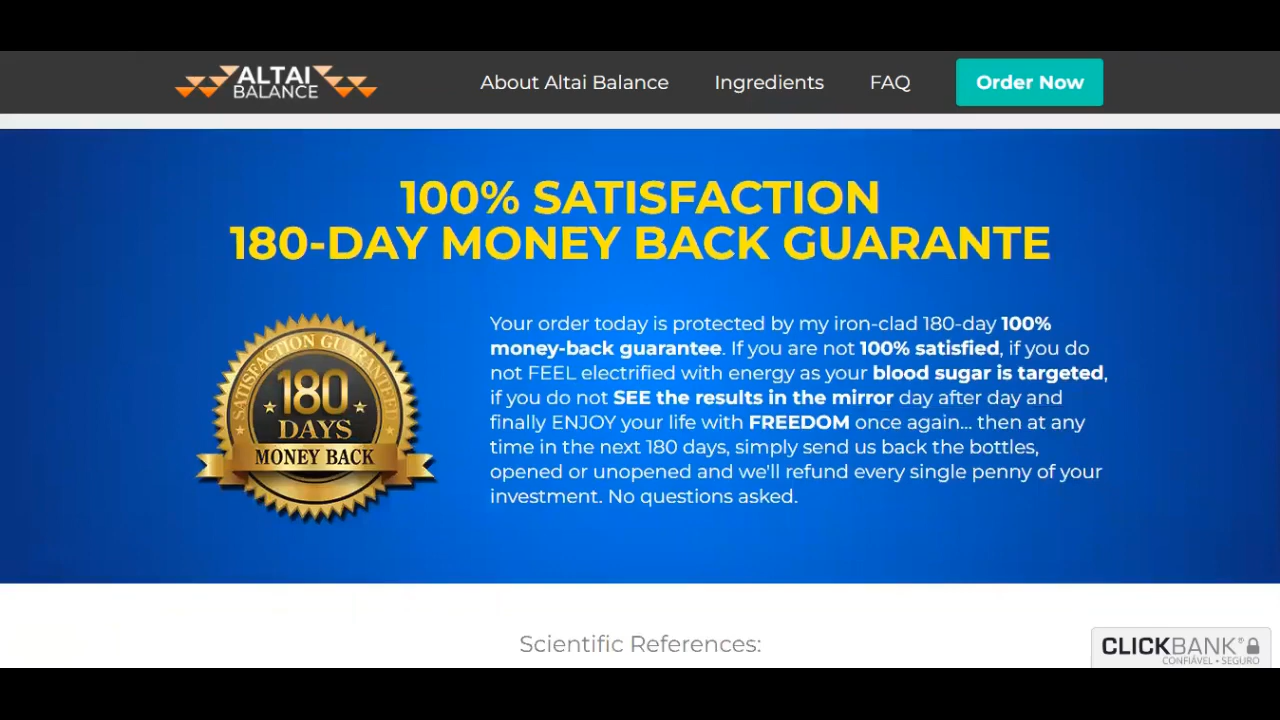 ALTAI
BALANCE
About Altai Balance
Ingredients
FAQ
Order Now
100% SATISFACTION
180-DAY MONEY BACK GUARANTE
SATISFACTION GUARANTEED
180
DAYS
MONEY BACK
Your order today is protected by my iron-clad 180-day 100%
money-back guarantee. If you are not 100% satisfied, if you do
not FEEL electrified with energy as your blood sugar is targeted,
if you do not SEE the results in the mirror day after day and
finally ENJOY your life with FREEDOM once again... then at any
time in the next 180 days, simply send us back the bottles,
opened or unopened and we'll refund every single penny of your
investment. No questions asked.
Scientific References:
CLICKBANK®
CONFIÁVEL • SEGURO